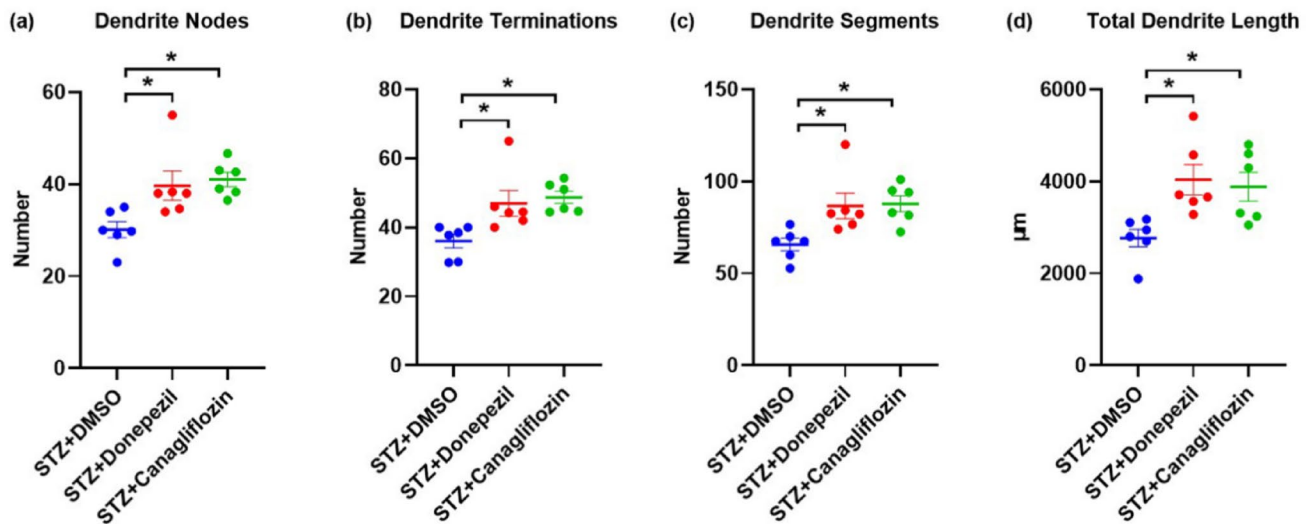 (a) Dendrite Nodes
(b) Dendrite Terminations
(c) Dendrite Segments
(d) Total Dendrite Length
*
*
60
40
20
0
Number
STZ+DMSO
STZ+Donepezil
STZ+Canagliflozin
*
*
80
60
40
20
0
Number
STZ+DMSO
STZ+Donepezil
STZ+Canagliflozin
*
*
150
100
50
0
Number
STZ+DMSO
STZ+Donepezil
STZ+Canagliflozin
*
*
6000
4000
2000
0
µm
STZ+DMSO
STZ+Donepezil
STZ+Canagliflozin